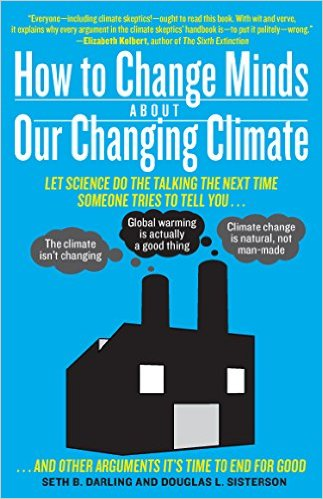 "Everyone—including climate skeptics!—ought to read this book. With wit and verve,
it explains why every argument in the climate skeptics' handbook is—to put it politely—wrong."
—Elizabeth Kolbert, author of The Sixth Extinction
How to Change Minds
ABOUT
Our Changing Climate
LET SCIENCE DO THE TALKING THE NEXT TIME
SOMEONE TRIES TO TELL YOU . . .
The climate
isn't changing
Global warming
is actually
a good thing
Climate change
is natural, not
man-made
. . . AND OTHER ARGUMENTS IT'S TIME TO END FOR GOOD
SETH B. DARLING AND DOUGLAS L. SISTERSON